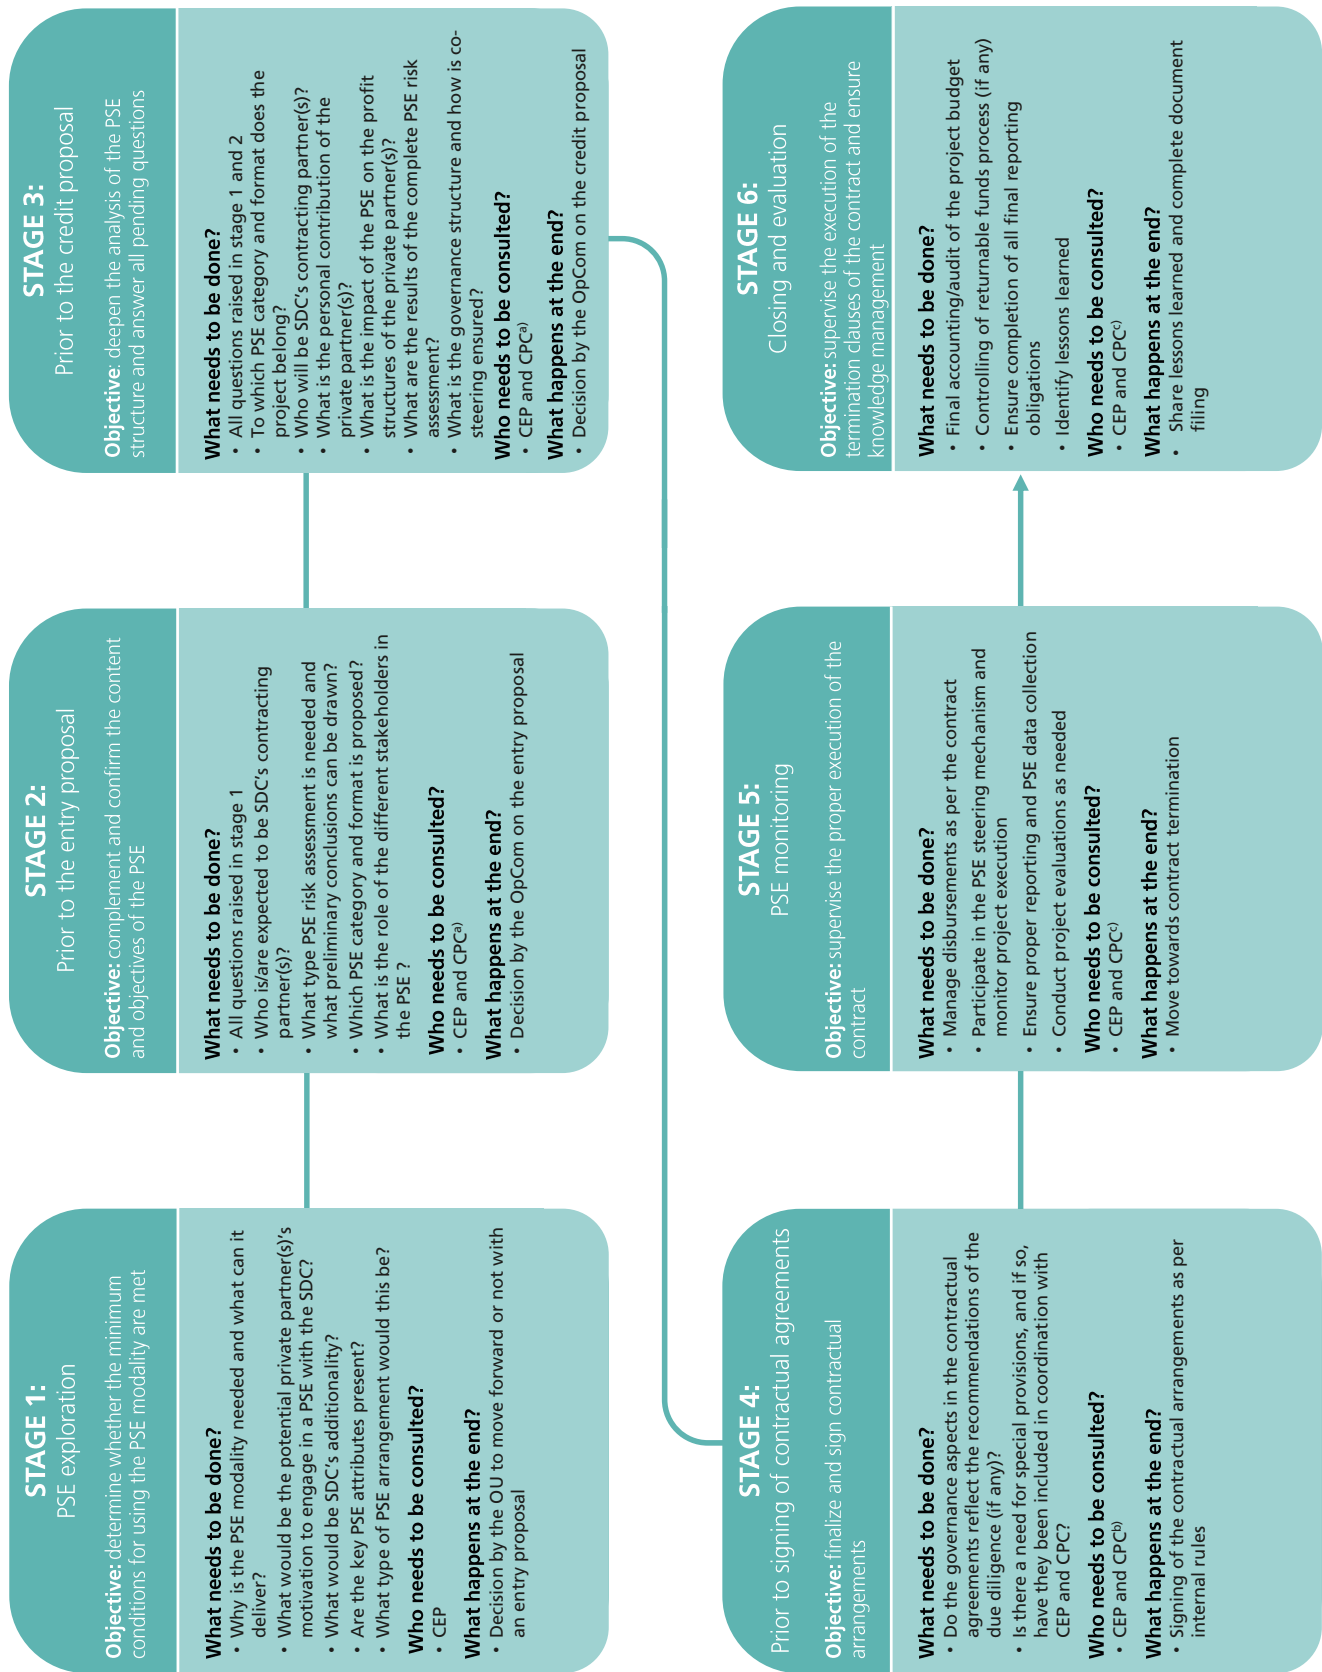 STAGE 1:
PSE exploration
Objective: determine whether the minimum
conditions for using the PSE modality are met
What needs to be done?
• Why is the PSE modality needed and what can it
deliver?
• What would be the potential private partner(s)'s
motivation to engage in a PSE with the SDC?
• What would be SDC's additionality?
• Are the key PSE attributes present?
• What type of PSE arrangement would this be?
Who needs to be consulted?
• CEP
What happens at the end?
• Decision by the OU to move forward or not with
an entry proposal
STAGE 2:
Prior to the entry proposal
Objective: complement and confirm the content
and objectives of the PSE
What needs to be done?
• All questions raised in stage 1
• Who is/are expected to be SDC's contracting
partner(s)?
• What type PSE risk assessment is needed and
what preliminary conclusions can be drawn?
• Which PSE category and format is proposed?
• What is the role of the different stakeholders in
the PSE ?
Who needs to be consulted?
• CEP and CPCa)
What happens at the end?
• Decision by the OpCom on the entry proposal
STAGE 3:
Prior to the credit proposal
Objective: deepen the analysis of the PSE
structure and answer all pending questions
What needs to be done?
• All questions raised in stage 1 and 2
• To which PSE category and format does the
project belong?
• Who will be SDC's contracting partner(s)?
• What is the personal contribution of the
private partner(s)?
• What is the impact of the PSE on the profit
structures of the private partner(s)?
• What are the results of the complete PSE risk
assessment?
• What is the governance structure and how is co-
steering ensured?
Who needs to be consulted?
• CEP and CPCa)
What happens at the end?
• Decision by the OpCom on the credit proposal
STAGE 4:
Prior to signing of contractual agreements
Objective: finalize and sign contractual
arrangements
What needs to be done?
• Do the governance aspects in the contractual
agreements reflect the recommendations of the
due diligence (if any)?
• Is there a need for special provisions, and if so,
have they been included in coordination with
CEP and CPC?
Who needs to be consulted?
• CEP and CPCb)
What happens at the end?
• Signing of the contractual arrangements as per
internal rules
STAGE 5:
PSE monitoring
Objective: supervise the proper execution of the
contract
What needs to be done?
• Manage disbursements as per the contract
• Participate in the PSE steering mechanism and
monitor project execution
• Ensure proper reporting and PSE data collection
• Conduct project evaluations as needed
Who needs to be consulted?
• CEP and CPCc)
What happens at the end?
• Move towards contract termination
STAGE 6:
Closing and evaluation
Objective: supervise the execution of the
termination clauses of the contract and ensure
knowledge management
What needs to be done?
• Final accounting/audit of the project budget
• Controlling of returnable funds process (if any)
• Ensure completion of all final reporting
obligations
• Identify lessons learned
Who needs to be consulted?
• CEP and CPCc)
What happens at the end?
• Share lessons learned and complete document
filing